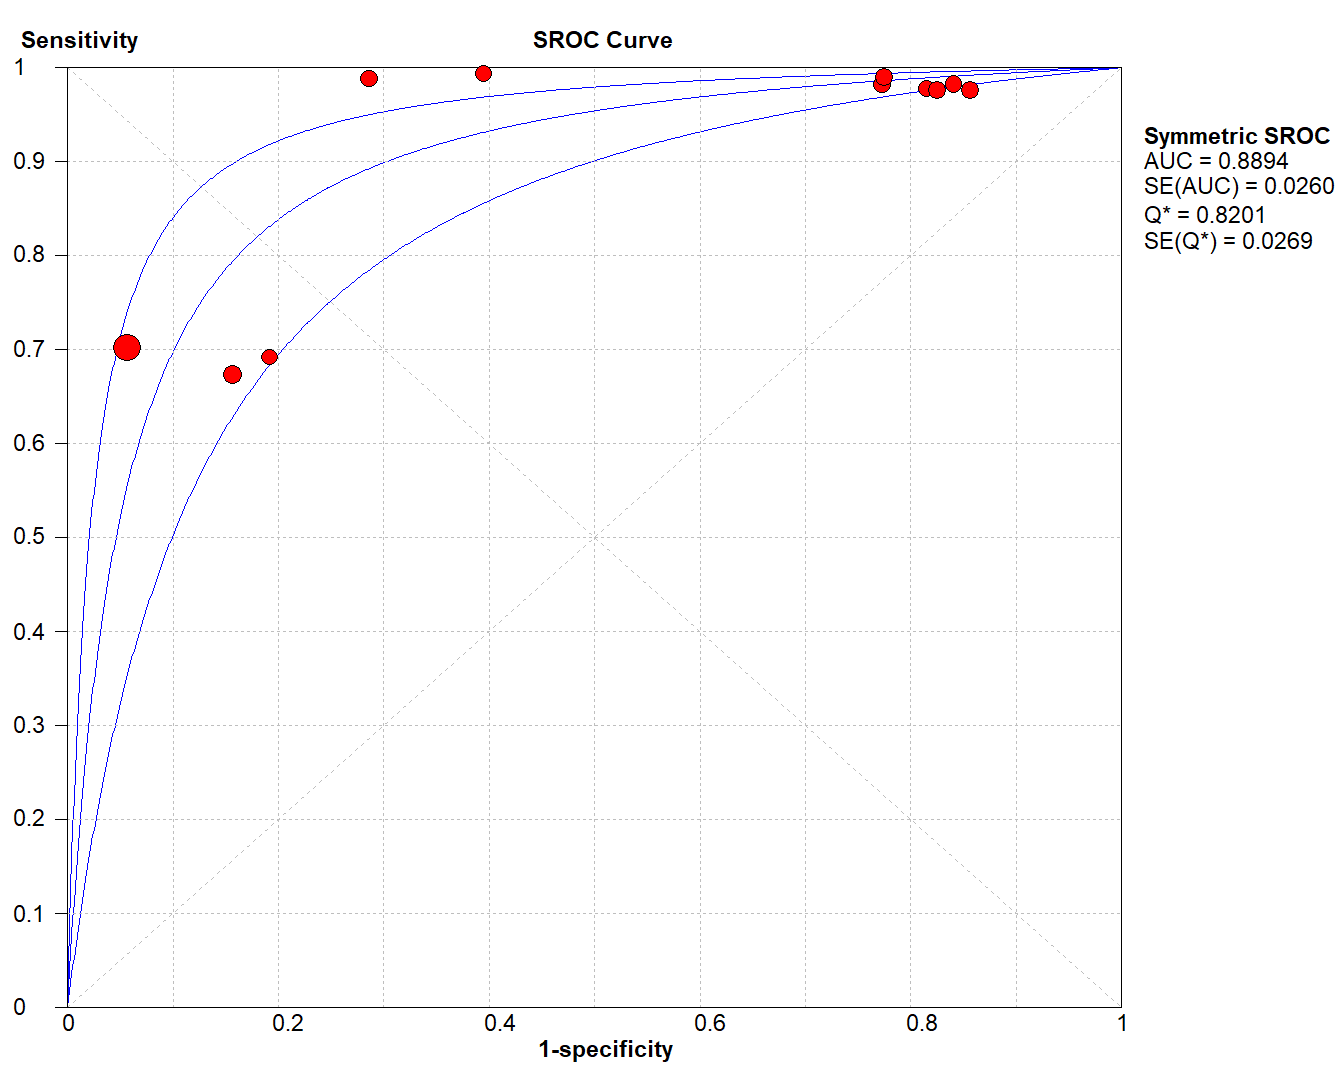 Sensitivity
SROC Curve
1
0.9
0.8
0.7
0.6
0.5
0.4
0.3
0.2
0.1
0
0 0.2 0.4 0.6 0.8 1
1-specificity
Symmetric SROC
AUC = 0.8894
SE(AUC) = 0.0260
Q* = 0.8201
SE(Q*) = 0.0269